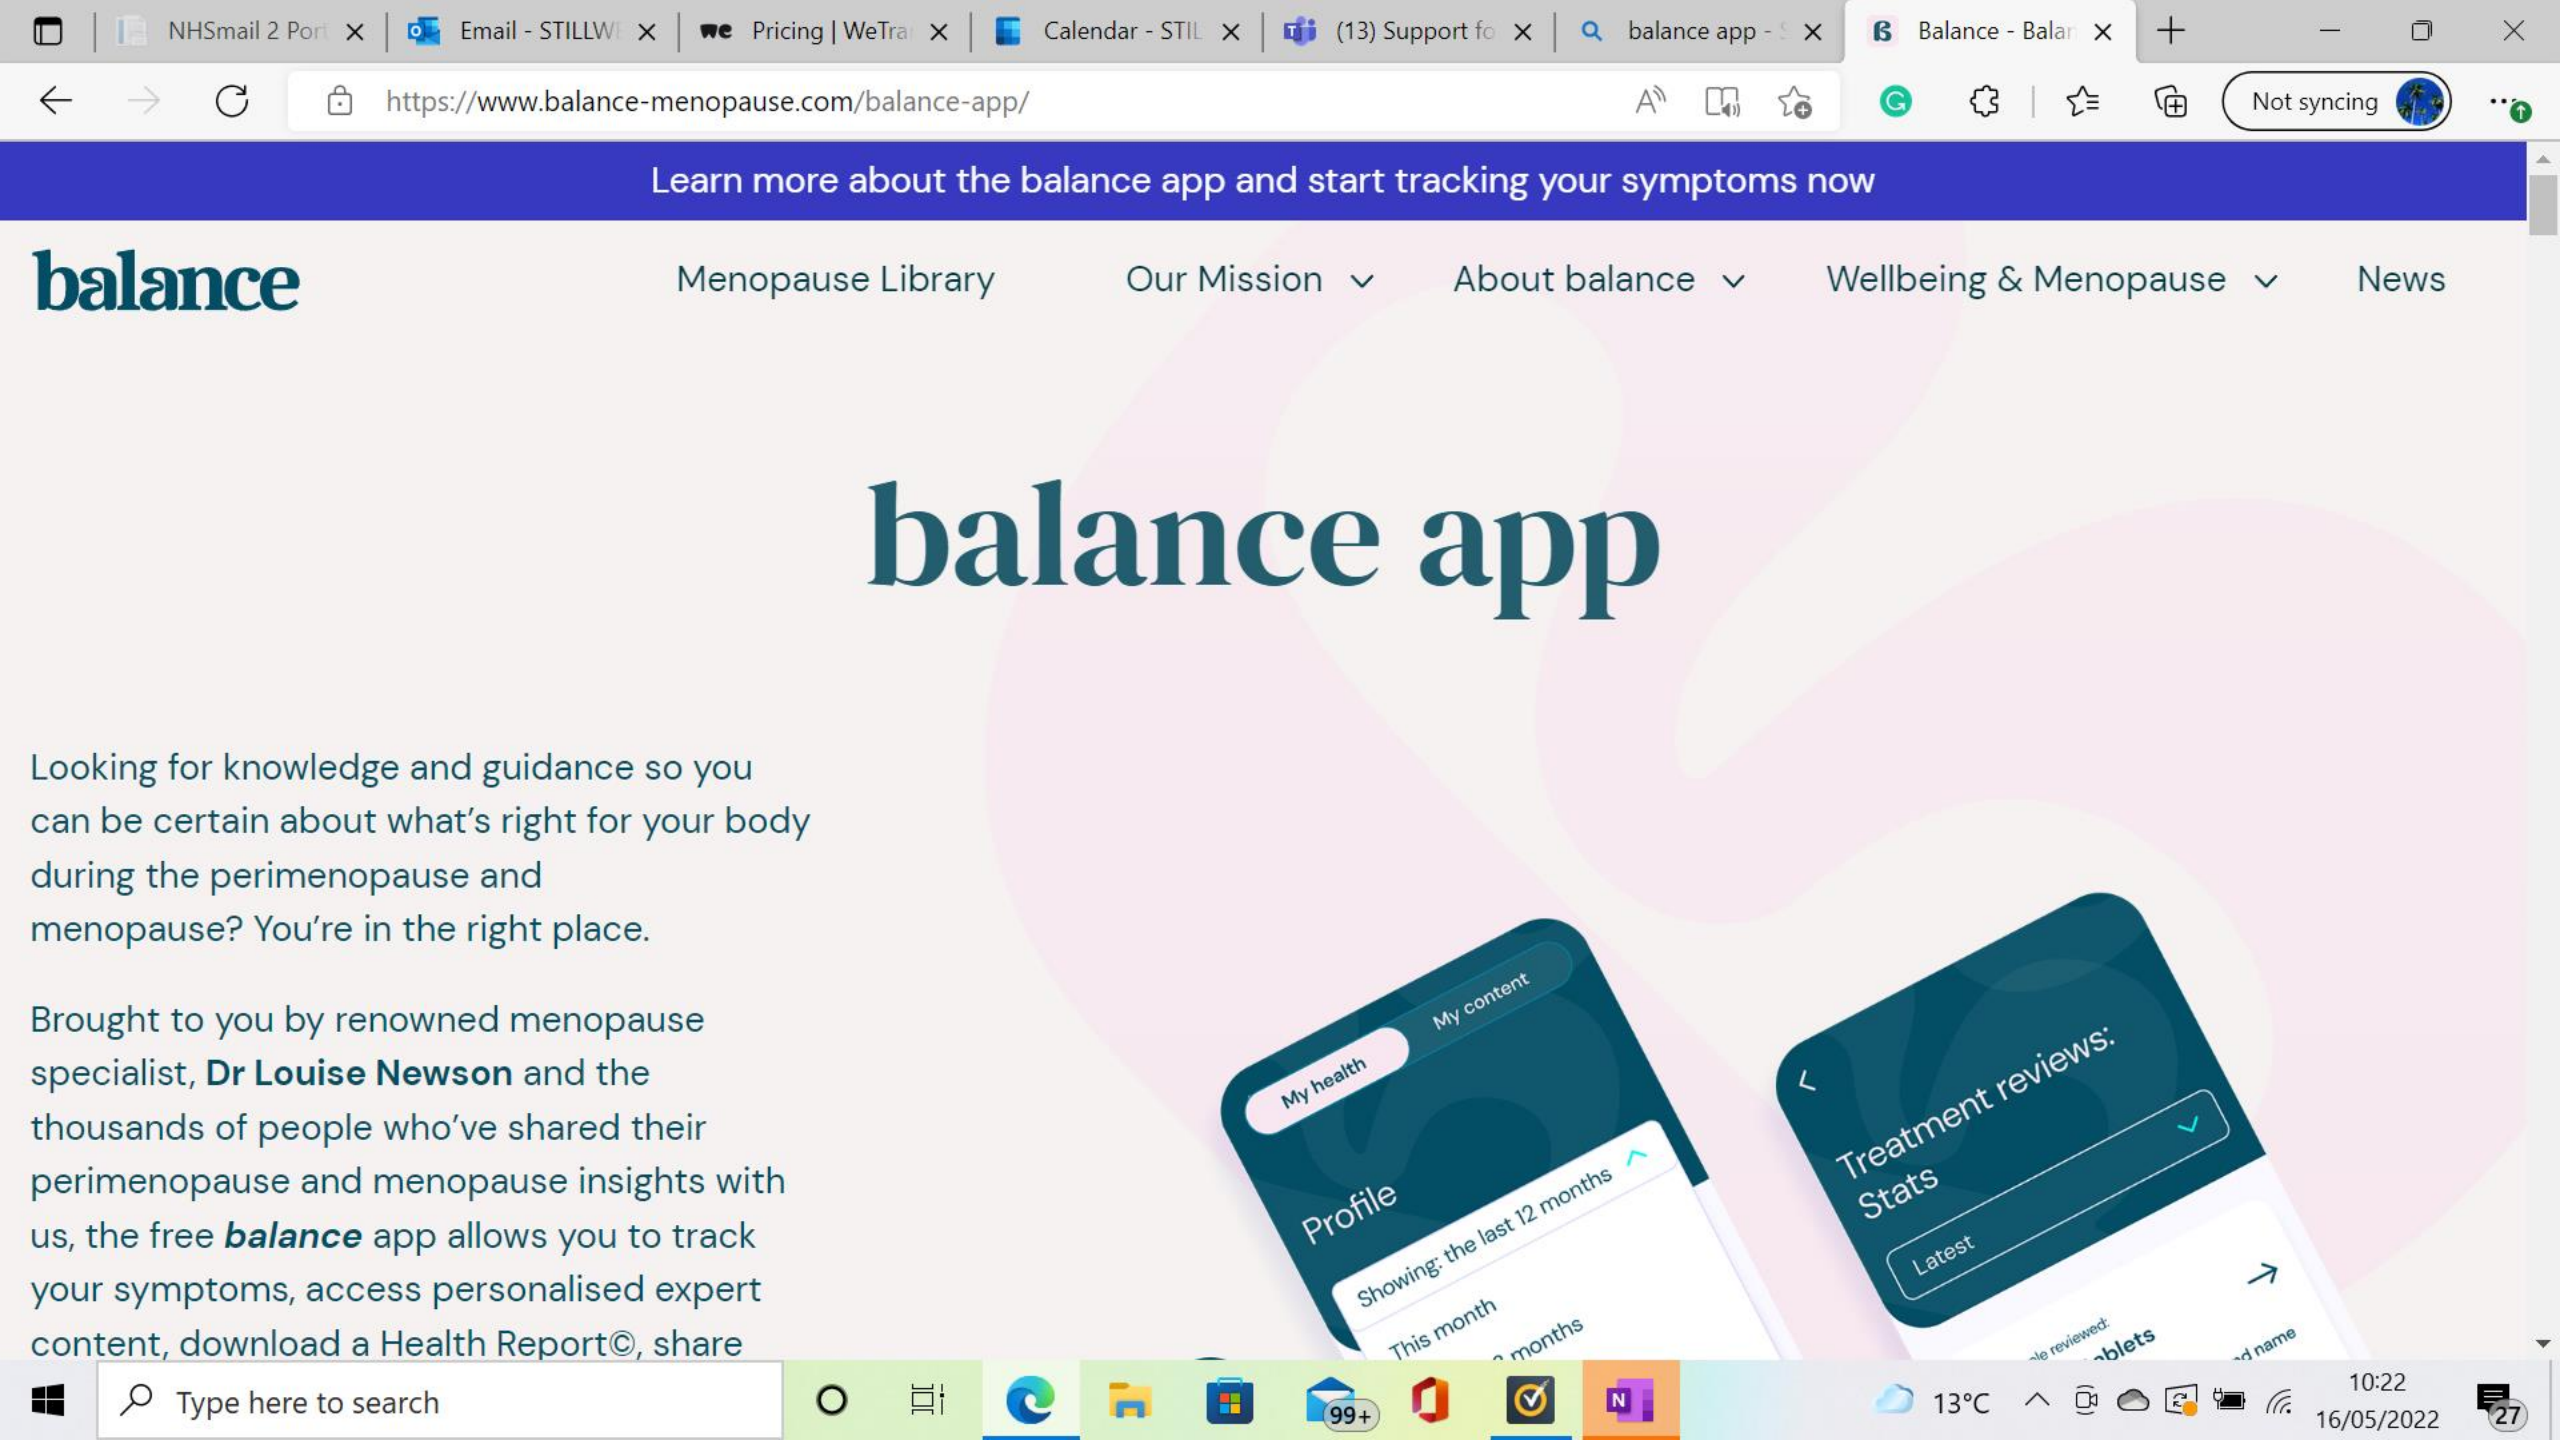 NHSmail 2 Por
Email - STILLW
we Pricing | WeTra
Calendar - STIL
(13) Support fo
balance app -
Balance - Balan
https://www.balance-menopause.com/balance-app/
Not syncing
Learn more about the balance app and start tracking your symptoms now
balance
Menopause Library
Our Mission
About balance
Wellbeing & Menopause
News
balance app
Looking for knowledge and guidance so you
can be certain about what’s right for your body
during the perimenopause and
menopause? You’re in the right place.
Brought to you by renowned menopause
specialist, Dr Louise Newson and the
thousands of people who’ve shared their
perimenopause and menopause insights with
us, the free balance app allows you to track
your symptoms, access personalised expert
content, download a Health Report©, share
My health
My content
Profile
Showing: the last 12 months
This month
months
Treatment reviews:
Stats
Latest
reviewed:
blets
name
Type here to search
99+
N
13°C
10:22
16/05/2022
27